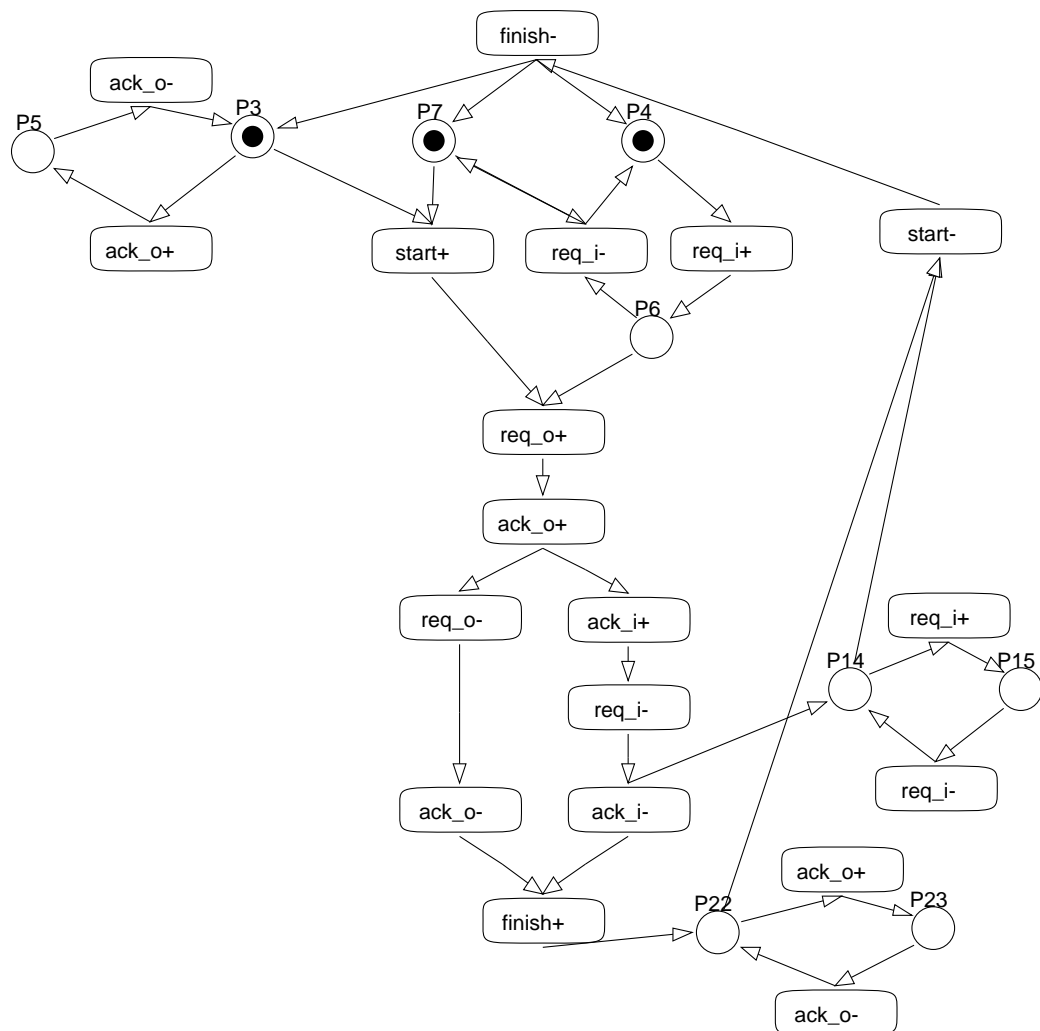 finish-
ack_o-
P3
P7
P4
P5
ack_o+
start+
req_i-
req_i+
start-
P6
req_o+
ack_o+
req_o-
ack_i+
req_i+
P14
P15
req_i-
ack_o-
ack_i-
req_i-
ack_o+
P22
P23
finish+
ack_o-